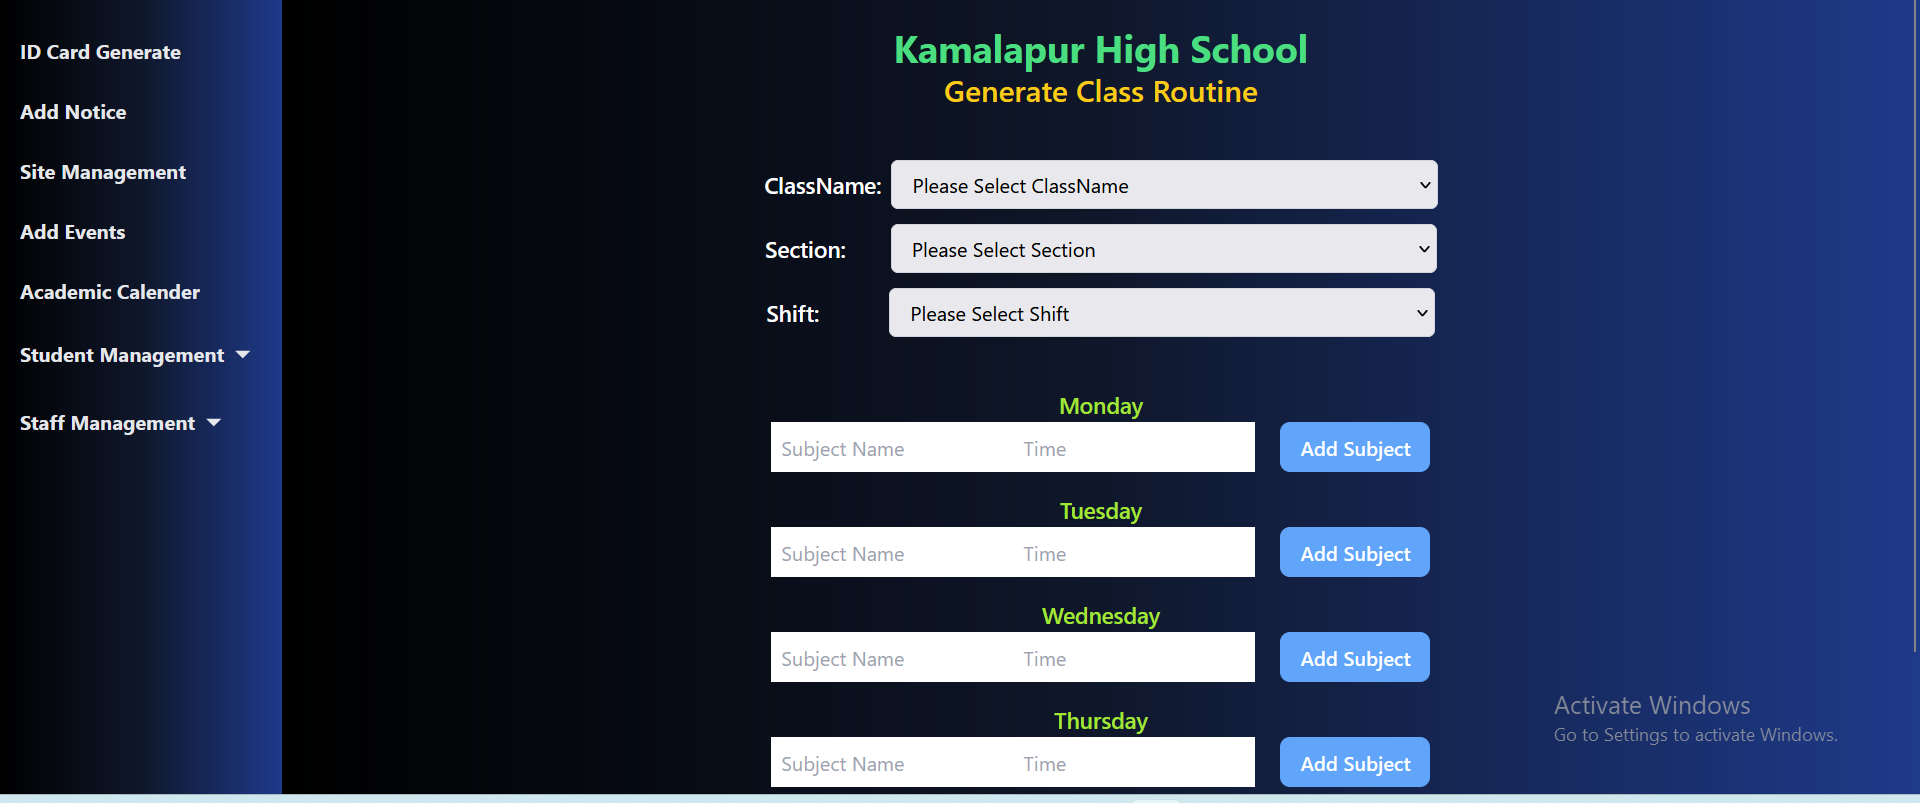 ID Card Generate
Add Notice
Site Management
Add Events
Academic Calender
Student Management
Staff Management
Kamalapur High School
Generate Class Routine
ClassName: Please Select ClassName
Section: Please Select Section
Shift: Please Select Shift
Monday
Subject Name Time Add Subject
Tuesday
Subject Name Time Add Subject
Wednesday
Subject Name Time Add Subject
Thursday
Subject Name Time Add Subject
Activate Windows
Go to Settings to activate Windows.